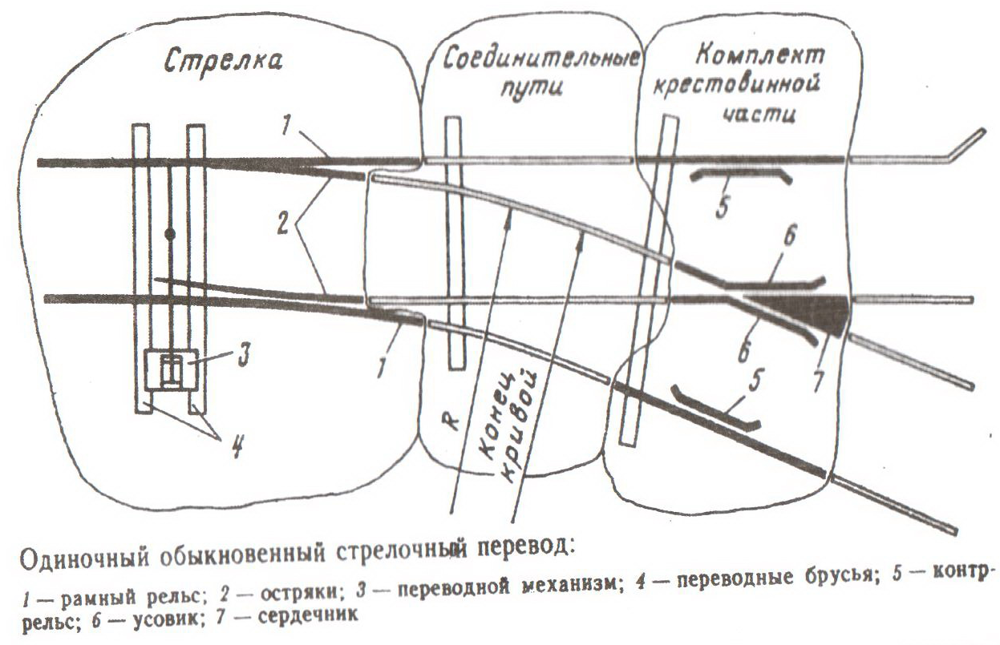 Стрелка
Соединительные
пути
Комплект
крестовинной
части
1
2
3
4
1
5
6
6
7
5
R
Конец
кривой
Одиночный обыкновенный стрелочный перевод:
1 — рамный рельс; 2 — остряки; 3 — переводной механизм; 4 — переводные брусья; 5 — контр-
рельс; 6 — усовик; 7 — сердечник